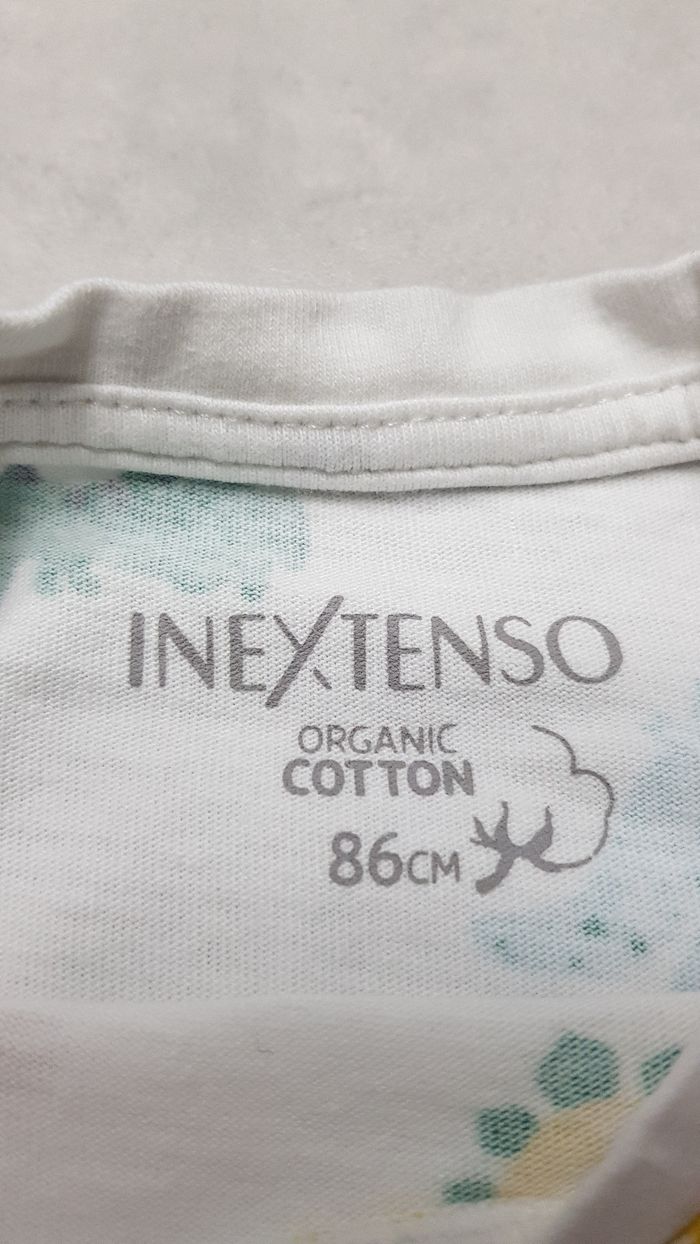 INEXTENSO
ORGANIC
COTTON
86CM